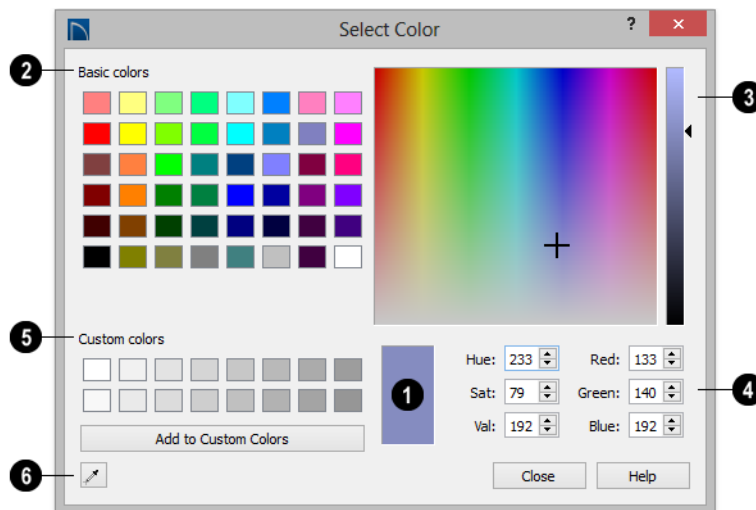 Select Color
?
2
Basic colors
3
5
Custom colors
1
Hue: 233
Red: 133
Sat: 79
Green: 140
4
Val: 192
Blue: 192
Add to Custom Colors
6
Close
Help